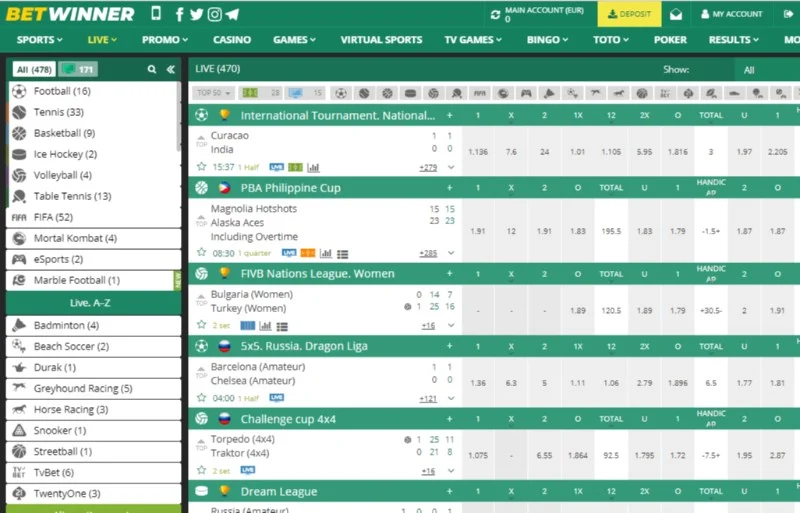 BETWINNER
MAIN ACCOUNT (EUR)
0
DEPOSIT
MY ACCOUNT
SPORTS LIVE PROMO CASINO GAMES VIRTUAL SPORTS TV GAMES BINGO TOTO POKER RESULTS MO
All (478) 171
LIVE (470) Show: All
TOP 50 28 15
Football (16)
Tennis (33)
Basketball (9)
Ice Hockey (2)
Volleyball (4)
Table Tennis (13)
FIFA (52)
Mortal Kombat (4)
eSports (2)
Marble Football (1) NEW
Live. A-Z
Badminton (4)
Beach Soccer (2)
Durak (1)
Greyhound Racing (5)
Horse Racing (3)
Snooker (1)
Streetball (1)
TvBet (6)
TwentyOne (3)
International Tournament. National... + 1 X 2 1X 12 2X O TOTAL U 1
Curacao 1 1
India 0 0
TOP
1.136 7.6 24 1.01 1.105 5.95 1.816 3 1.97 2.205
15:37 1 Half LIVE +279
PBA Philippine Cup + 1 X 2 O TOTAL U 1 HANDICAP 2 O
Magnolia Hotshots 15 15
Alaska Aces 23 23
Including Overtime
TOP
1.91 12 1.91 1.83 195.5 1.83 1.79 -1.5+ 1.87 1.87
08:30 1 quarter LIVE +285
FIVB Nations League. Women + 1 X 2 O TOTAL U 1 HANDICAP 2 O
Bulgaria (Women) 0 14 7
Turkey (Women) 1 25 16
TOP
- - - 1.89 120.5 1.89 1.79 +30.5- 2 1.91
2 set +16
5x5. Russia. Dragon Liga + 1 X 2 1X 12 2X O TOTAL U 1
Barcelona (Amateur) 1 1
Chelsea (Amateur) 0 0
TOP
1.36 6.3 5 1.11 1.06 2.79 1.896 6.5 1.77 1.81
04:00 1 Half LIVE +121
Challenge cup 4x4 + 1 X 2 O TOTAL U 1 HANDICAP 2 O
Torpedo (4x4) 1 25 11
Traktor (4x4) 0 21 8
TOP
1.075 - 6.55 1.864 92.5 1.795 1.72 -7.5+ 1.95 2.87
2 set LIVE +16
Dream League + 1 X 2 1X 12 2X O TOTAL U 1
Russia (Amateur)